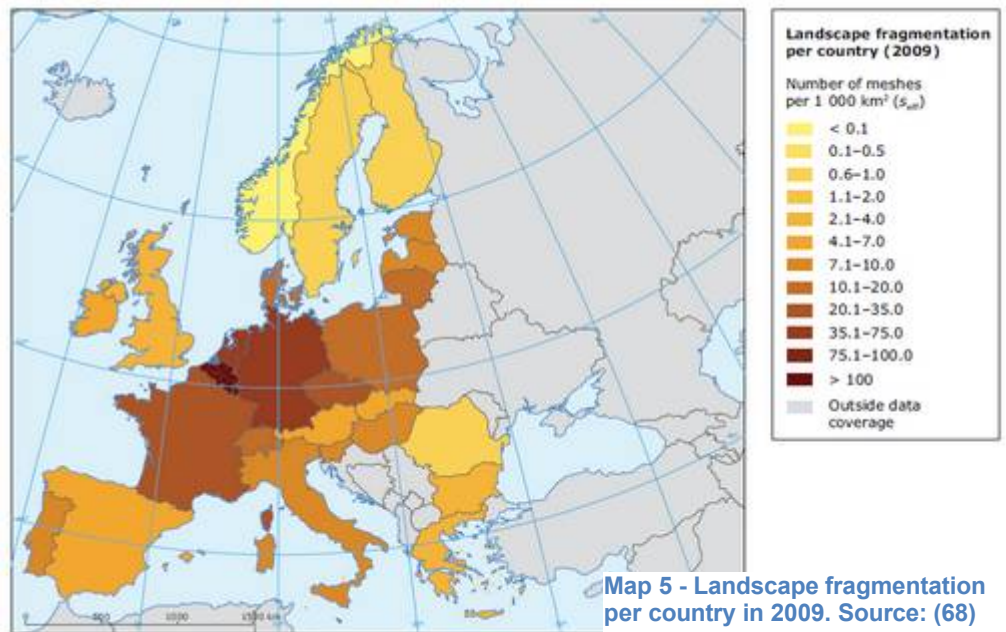 Landscape fragmentation
per country (2009)
Number of meshes
per 1 000 km² (s_eff)
< 0.1
0.1–0.5
0.6–1.0
1.1–2.0
2.1–4.0
4.1–7.0
7.1–10.0
10.1–20.0
20.1–35.0
35.1–75.0
75.1–100.0
> 100
Outside data
coverage
0 500 1000 1500 km
Map 5 - Landscape fragmentation
per country in 2009. Source: (68)